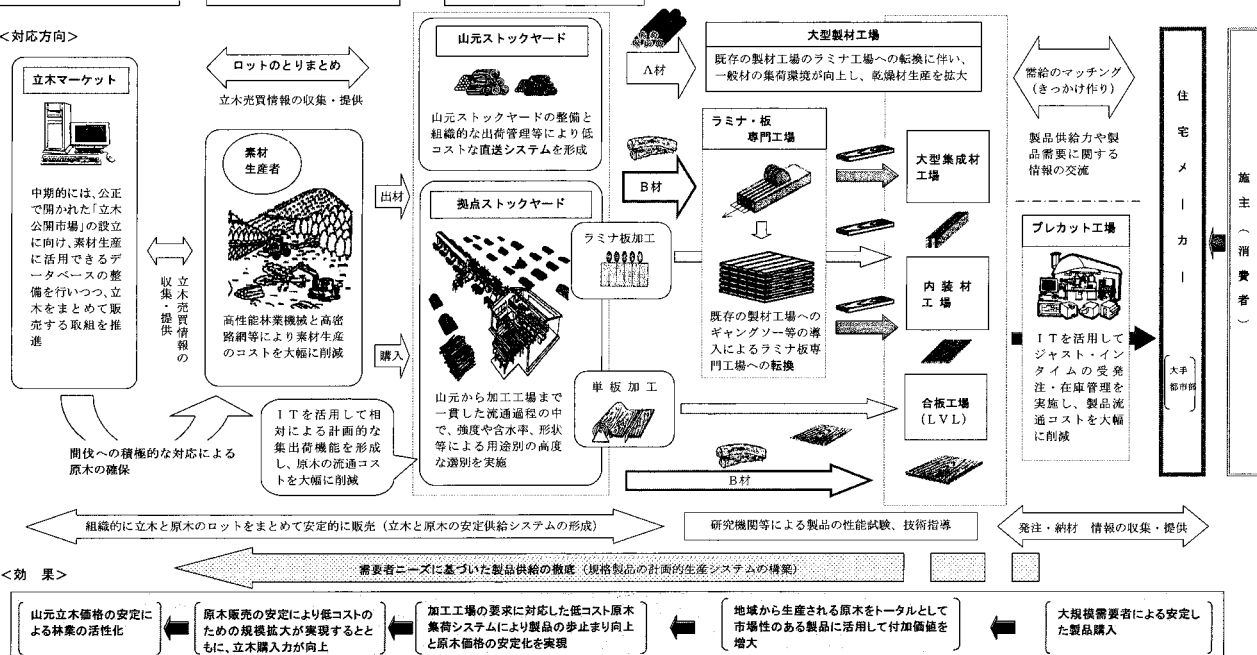 ＜対応方向＞
立木マーケット
中期的には、公正
で開かれた「立木
公開市場」の設立
に向け、素材生産
に活用できるデ
ータベースの整
備を行いつつ、立
木をまとめて販
売する取組を推
進
ロットのとりまとめ
立木売買情報の収集・提供
立木売買情報の
収集・提供
素材
生産者
高性能林業機械と高密
路網等により素材生産
のコストを大幅に削減
間伐への積極的な対応による
原木の確保
ＩＴを活用して相
対による計画的な
集出荷機能を形成
し、原木の流通コス
トを大幅に削減
出材
購入
山元ストックヤード
山元ストックヤードの整備と
組織的な出荷管理等により低
コストな直送システムを形成
拠点ストックヤード
山元から加工工場まで
一貫した流通過程の中
で、強度や含水率、形状
等による用途別の高度
な選別を実施
A材
B材
ラミナ板加工
単板加工
B材
大型製材工場
既存の製材工場のラミナ工場への転換に伴い、
一般材の集荷環境が向上し、乾燥材生産を拡大
ラミナ・板
専門工場
既存の製材工場への
ギャングソー等の導
入によるラミナ板専
門工場への転換
大型集成材
工場
内装材
工場
合板工場
(LVL)
需給のマッチング
(きっかけ作り)
製品供給力や製
品需要に関する
情報の交流
プレカット工場
ＩＴを活用して
ジャスト・イン
タイムの受発
注・在庫管理を
実施し、製品流
通コストを大幅
に削減
住宅メーカー
大手
都市部
施主（消費者）
組織的に立木と原木のロットをまとめて安定的に販売（立木と原木の安定供給システムの形成）
研究機関等による製品の性能試験、技術指導
発注・納材　情報の収集・提供
需要者ニーズに基づいた製品供給の徹底（規格製品の計画的生産システムの構築）
＜効　果＞
山元立木価格の安定に
よる林業の活性化
原木販売の安定により低コストの
ための規模拡大が実現するとと
もに、立木購入力が向上
加工工場の要求に対応した低コスト原木
集荷システムにより製品の歩止まり向上
と原木価格の安定化を実現
地域から生産される原木をトータルとして
市場性のある製品に活用して付加価値を
増大
大規模需要者による安定し
た製品購入